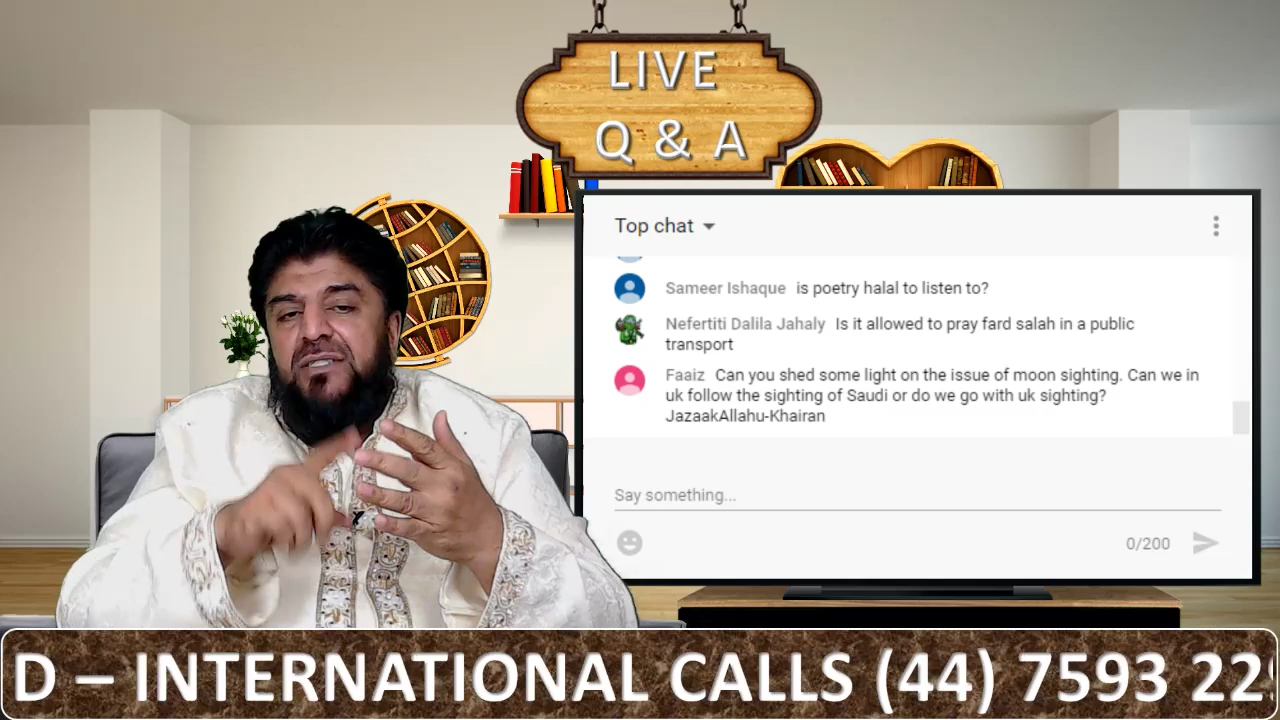 LIVE
Q & A
Top chat
Sameer Ishaque is poetry halal to listen to?
Nefertiti Dalila Jahaly Is it allowed to pray fard salah in a public
transport
Faaiz Can you shed some light on the issue of moon sighting. Can we in
uk follow the sighting of Saudi or do we go with uk sighting?
JazaakAllahu-Khairan
Say something...
0/200
D – INTERNATIONAL CALLS (44) 7593 22